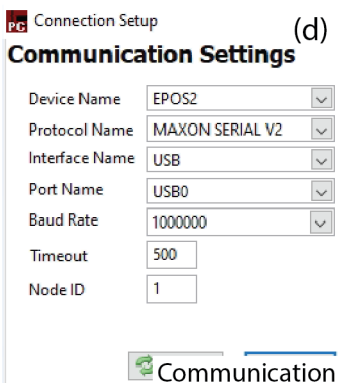 PG Connection Setup
(d)
Communication Settings
Device Name EPOS2
Protocol Name MAXON SERIAL V2
Interface Name USB
Port Name USB0
Baud Rate 1000000
Timeout 500
Node ID 1
Communication